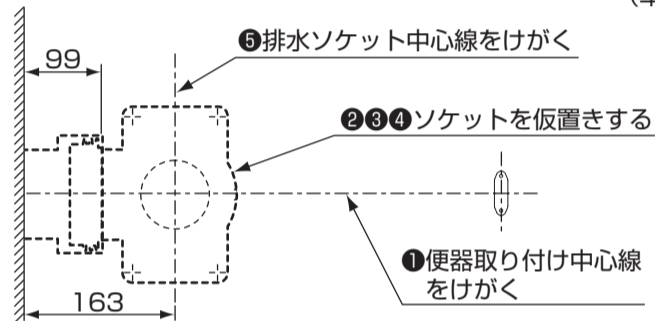 ❺排水ソケット中心線をけがく
99
❷❸❹ソケットを仮置きする
❶便器取り付け中心線
をけがく
163